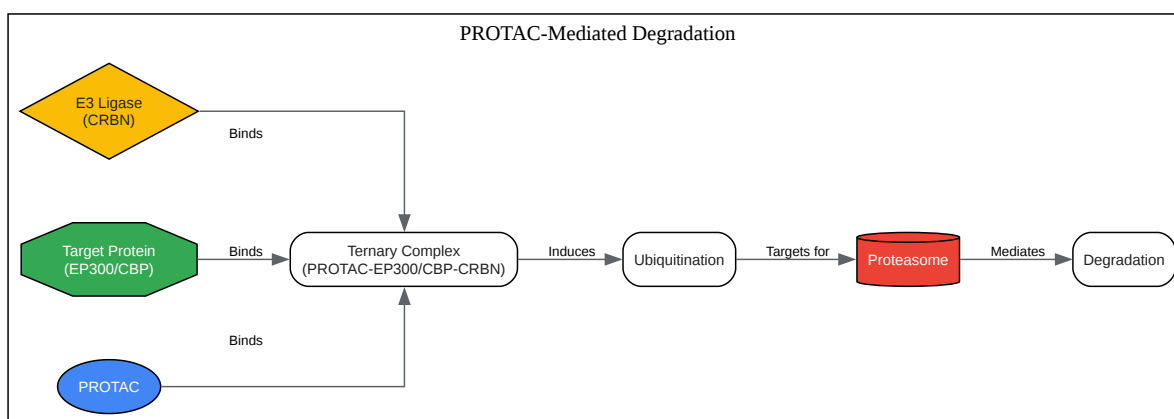 PROTAC-Mediated Degradation
E3 Ligase
(CRBN)
Binds
Target Protein
(EP300/CBP)
Binds
Ternary Complex
(PROTAC-EP300/CBP-CRBN)
Induces
Ubiquitination
Targets for
Proteasome
Mediates
Degradation
Binds
PROTAC